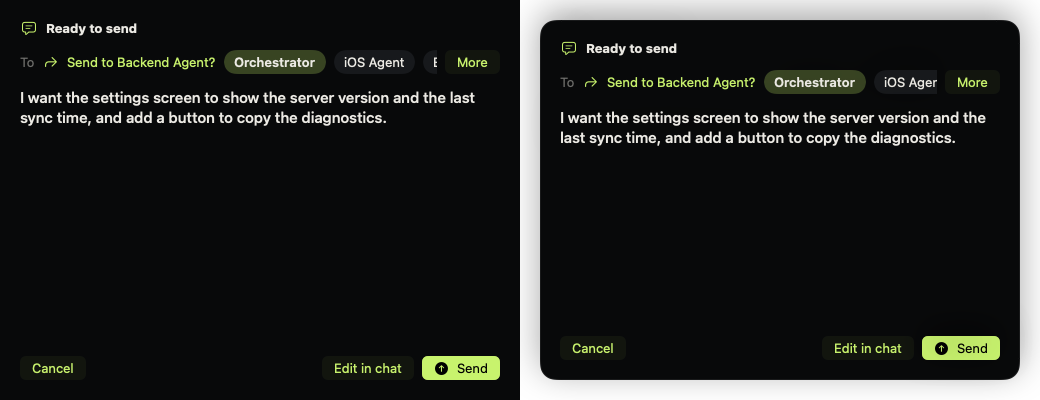 Ready to send
To Send to Backend Agent? Orchestrator iOS Agent More
I want the settings screen to show the server version and the last
sync time, and add a button to copy the diagnostics.
Cancel Edit in chat Send
Ready to send
To Send to Backend Agent? Orchestrator iOS More
I want the settings screen to show the server version and the
last sync time, and add a button to copy the diagnostics.
Cancel Edit in chat Send